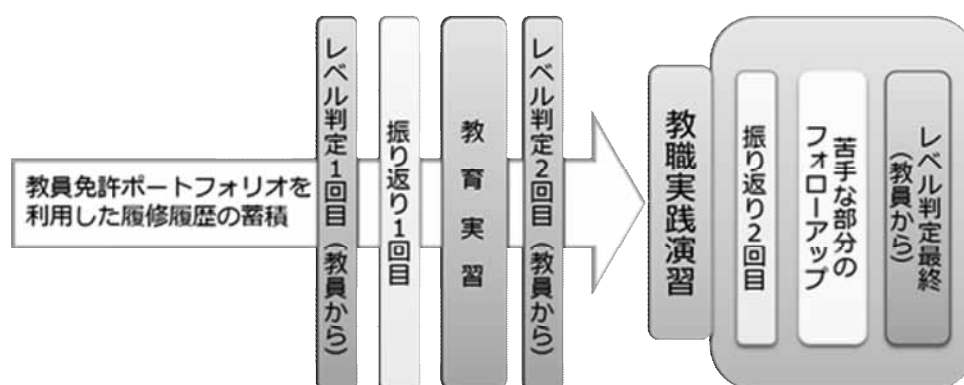 教員免許ポートフォリオを
利用した履修履歴の蓄積
レベル判定1回目（教員から）
振り返り1回目
教育実習
レベル判定2回目（教員から）
教職実践演習
振り返り2回目
苦手な部分の
フォローアップ
レベル判定最終
（教員から）